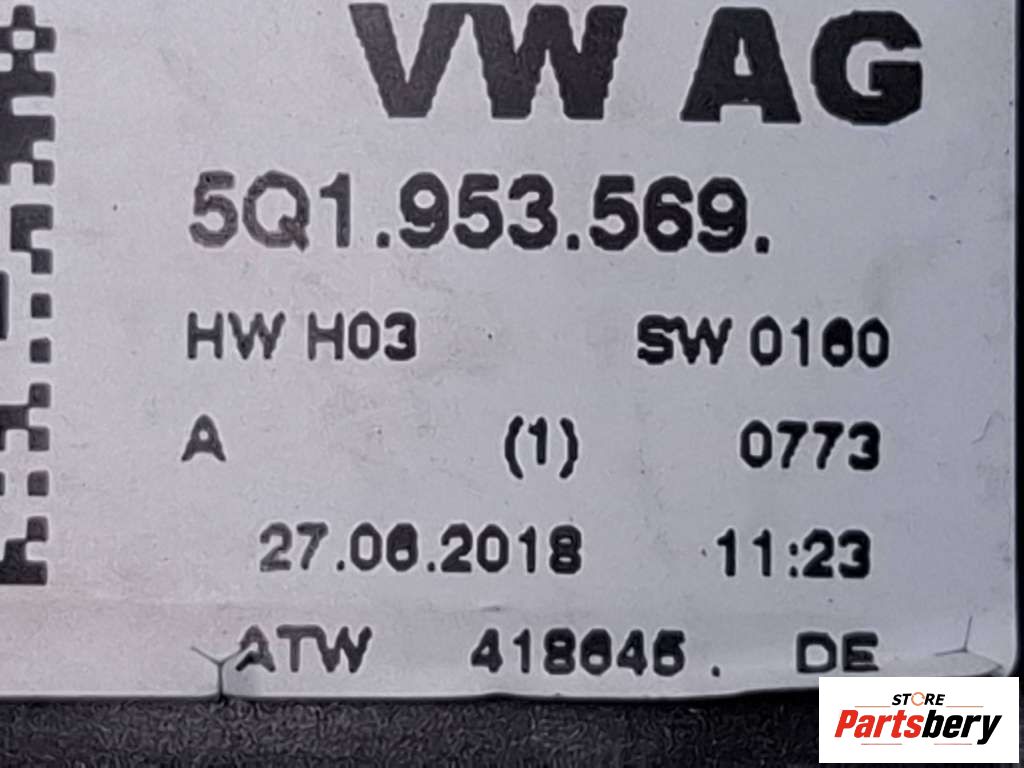 VW AG
5Q1.953.569.
HW H03 SW 0160
A (1) 0773
27.06.2018 11:23
ATW 418645. DE
STORE
Partsbery